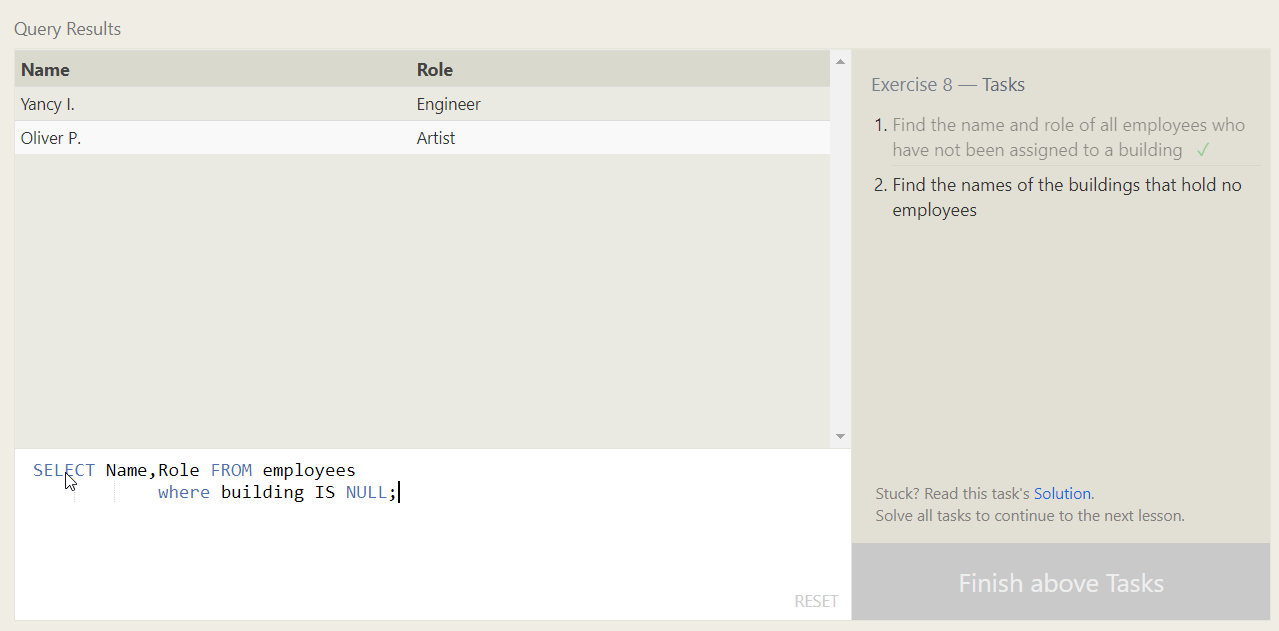 Query Results
Name Role
Yancy I. Engineer
Oliver P. Artist
SELECT Name,Role FROM employees
where building IS NULL;
RESET
Exercise 8 — Tasks
1. Find the name and role of all employees who
have not been assigned to a building ✓
2. Find the names of the buildings that hold no
employees
Stuck? Read this task's Solution.
Solve all tasks to continue to the next lesson.
Finish above Tasks